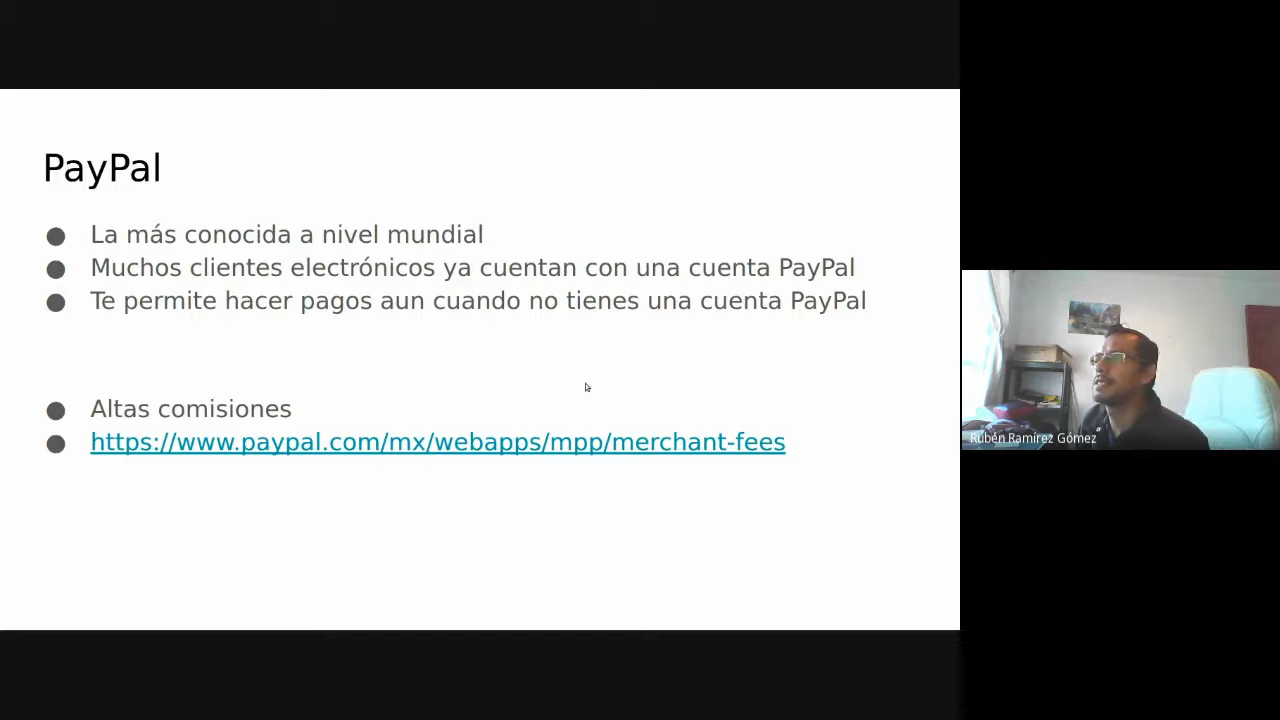 PayPal
La más conocida a nivel mundial
Muchos clientes electrónicos ya cuentan con una cuenta PayPal
Te permite hacer pagos aun cuando no tienes una cuenta PayPal
Altas comisiones
https://www.paypal.com/mx/webapps/mpp/merchant-fees
Rubén Ramírez Gómez